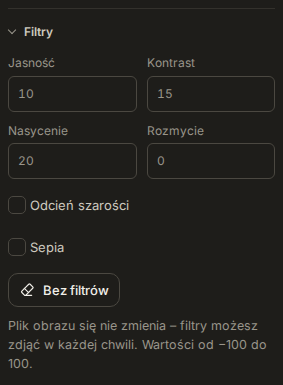 Filtry
Jasność Kontrast
10 15
Nasycenie Rozmycie
20 0
Odcień szarości
Sepia
Bez filtrów
Plik obrazu się nie zmienia – filtry możesz
zdjąć w każdej chwili. Wartości od −100 do
100.